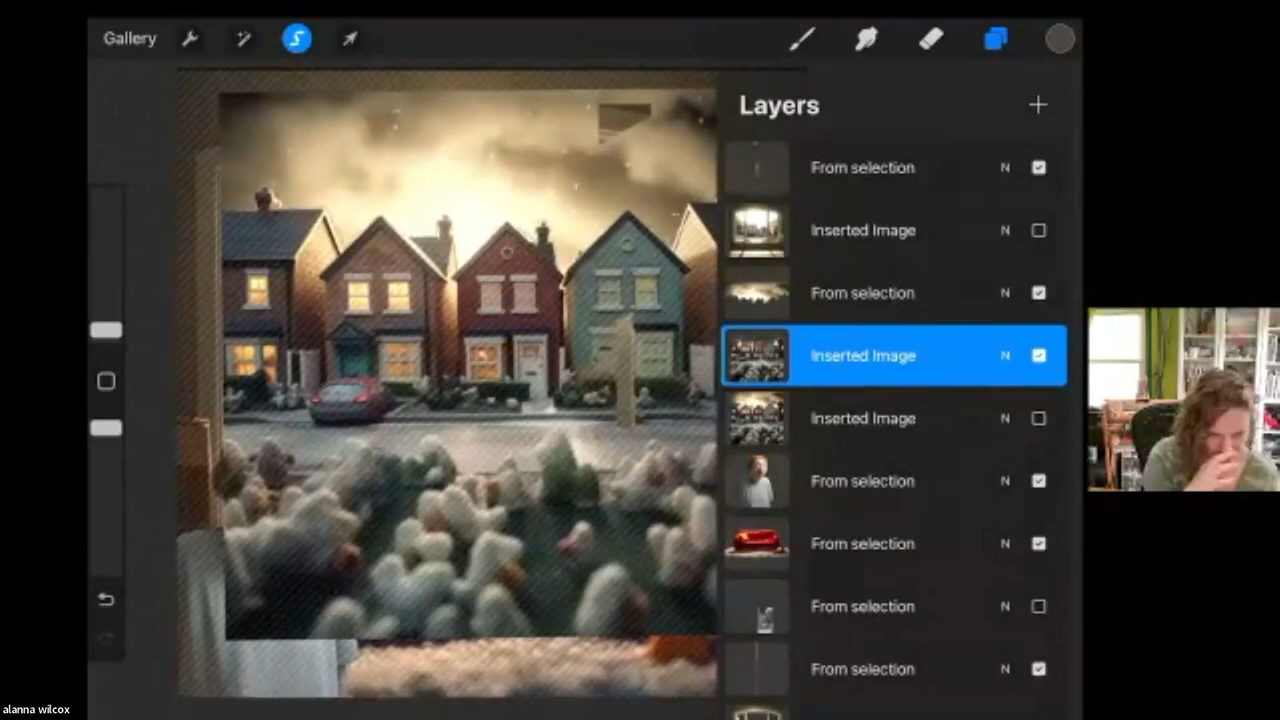 Gallery
Layers
From selection N
Inserted Image N
From selection N
Inserted Image N
Inserted Image N
From selection N
From selection N
From selection N
From selection N
alanna wilcox